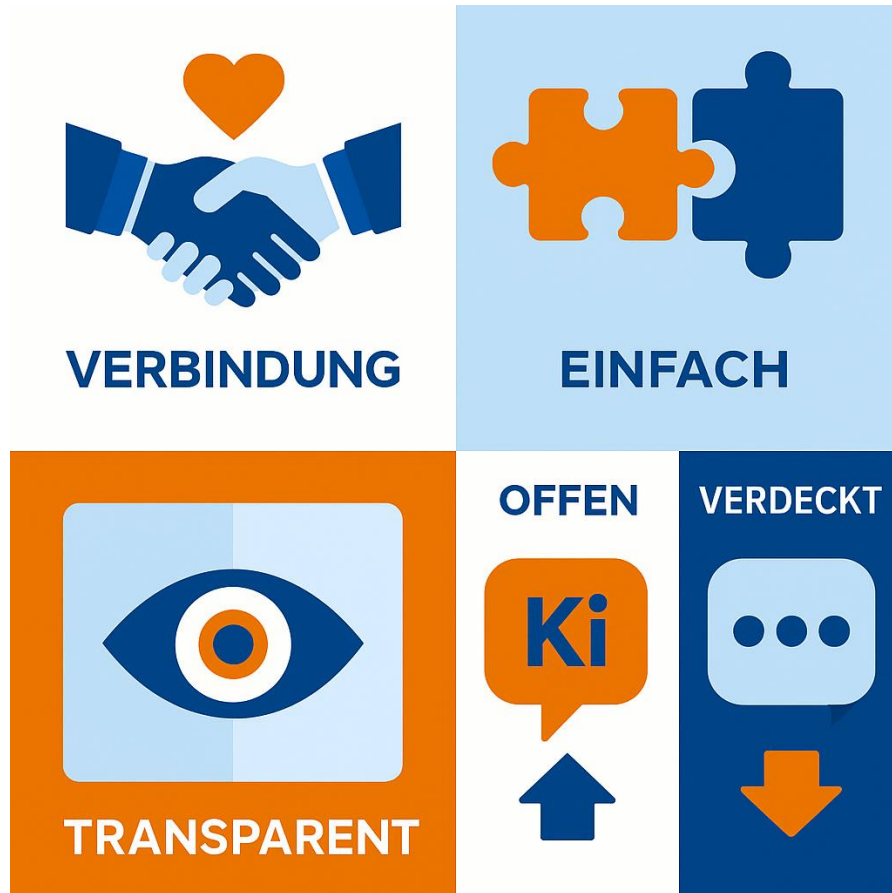 VERBINDUNG
EINFACH
TRANSPARENT
OFFEN
Ki
VERDECKT